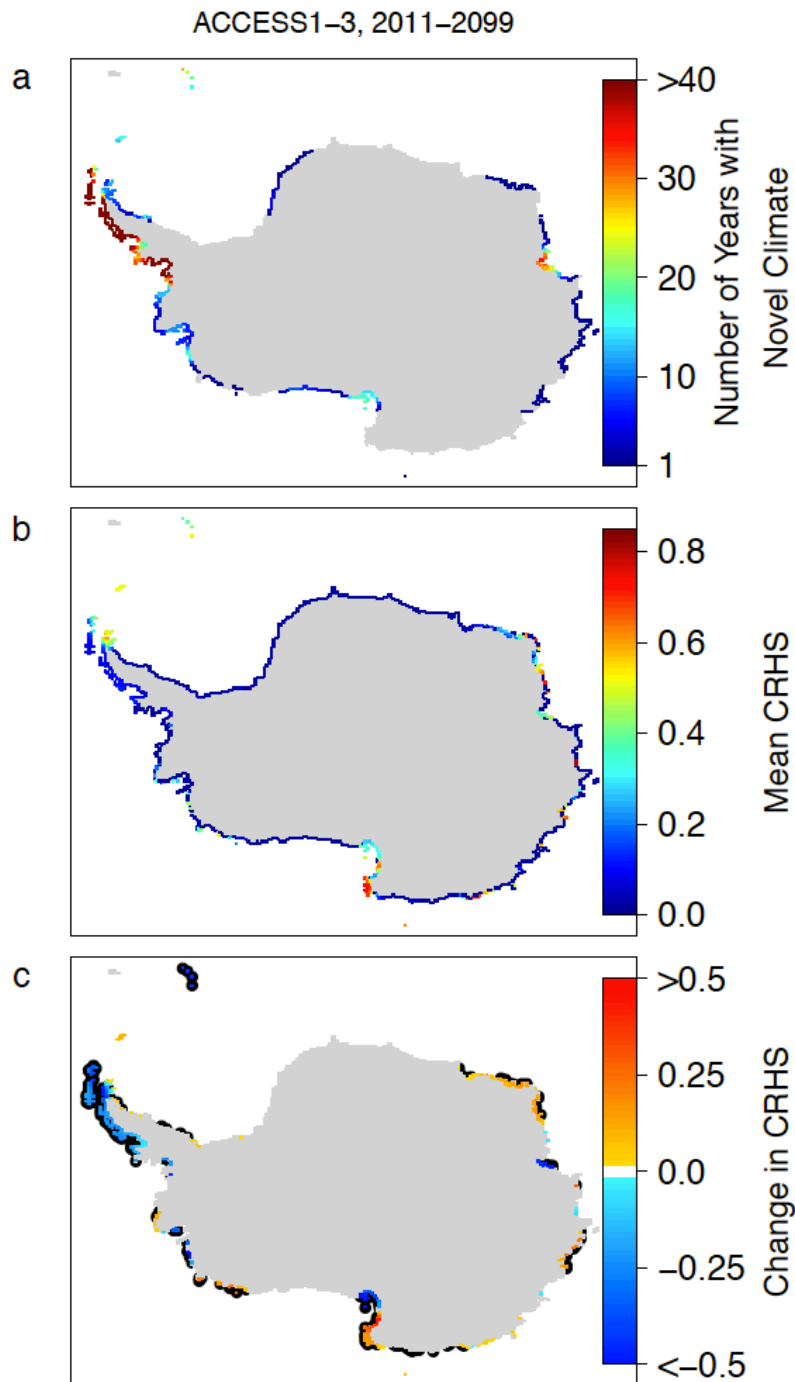 ACCESS1−3, 2011−2099
a
>40
30
20
10
1
Number of Years with
Novel Climate
b
0.8
0.6
0.4
0.2
0.0
Mean CRHS
c
>0.5
0.25
0.0
−0.25
<−0.5
Change in CRHS